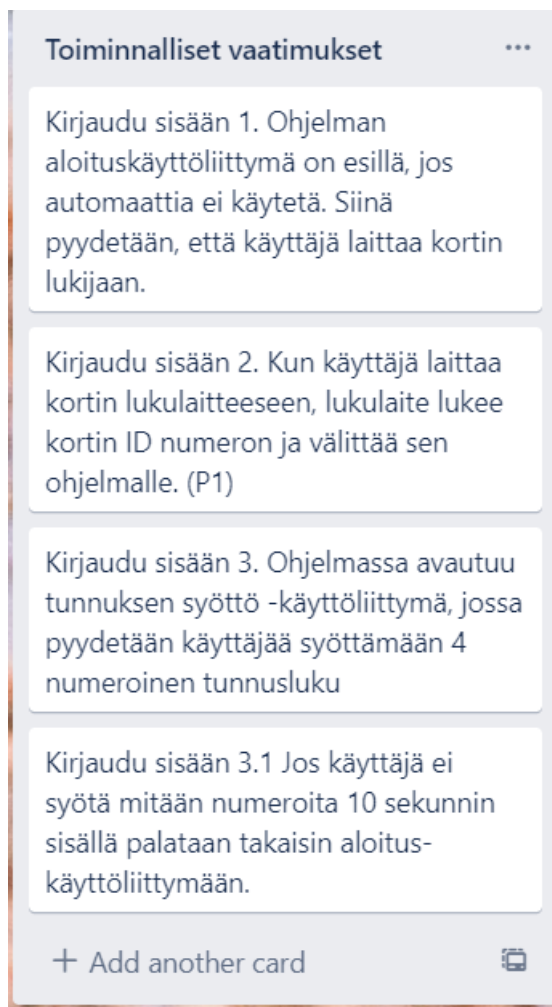 Toiminnalliset vaatimukset
Kirjaudu sisään 1. Ohjelman
aloituskäyttöliittymä on esillä, jos
automaattia ei käytetä. Siinä
pyydetään, että käyttäjä laittaa kortin
lukijaan.
Kirjaudu sisään 2. Kun käyttäjä laittaa
kortin lukulaitteeseen, lukulaite lukee
kortin ID numeron ja välittää sen
ohjelmalle. (P1)
Kirjaudu sisään 3. Ohjelmassa avautuu
tunnuksen syöttö -käyttöliittymä, jossa
pyydetään käyttäjää syöttämään 4
numeroinen tunnusluku
Kirjaudu sisään 3.1 Jos käyttäjä ei
syötä mitään numeroita 10 sekunnin
sisällä palataan takaisin aloitus-
käyttöliittymään.
+ Add another card